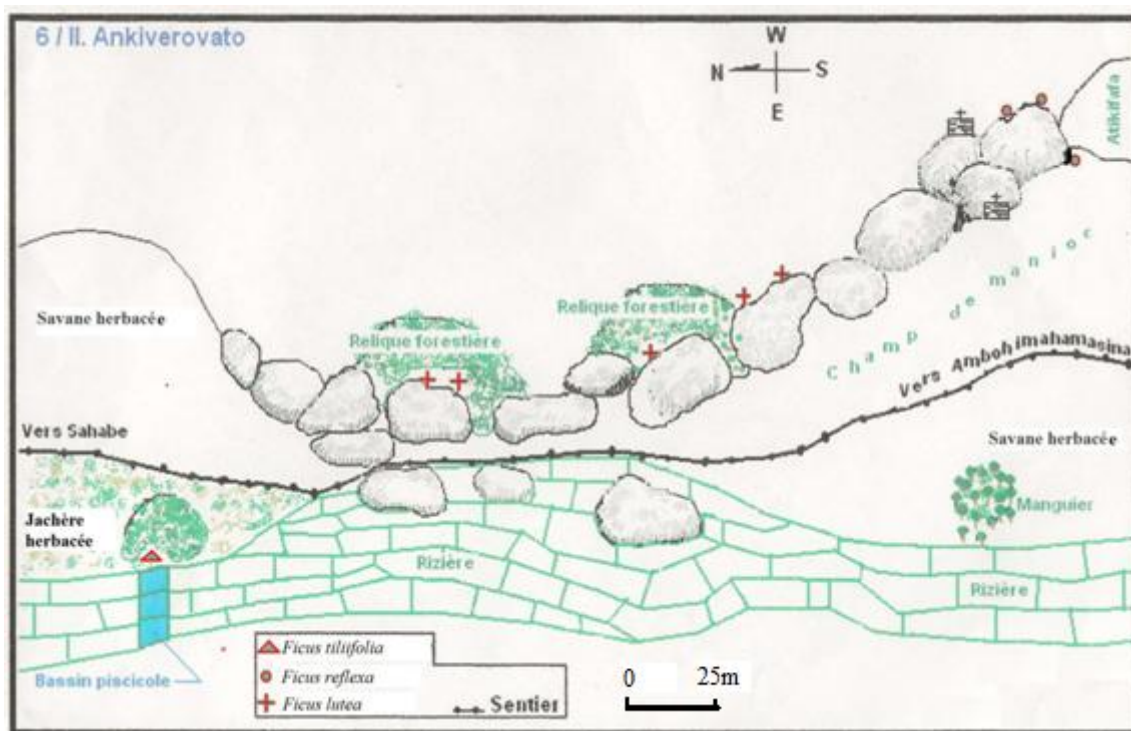 6 / II. Ankiverovato
W
N
S
E
Atikifafa
Savane herbacée
Relique forestière
Relique forestière
Champ de manioc
Vers Ambohimahamasina
Vers Sahabe
Savane herbacée
Manguier
Jachère
herbacée
Rizière
Rizière
Bassin piscicole
Ficus tiliifolia
Ficus reflexa
Ficus lutea
Sentier
0 25m